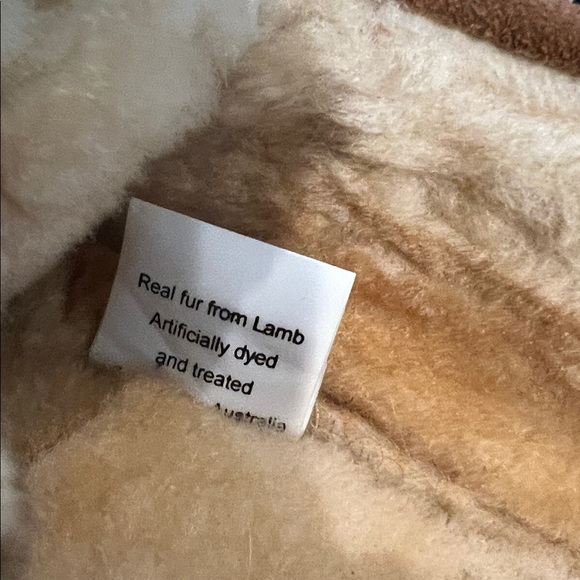 Real fur from Lamb
Artificially dyed
and treated
Australia